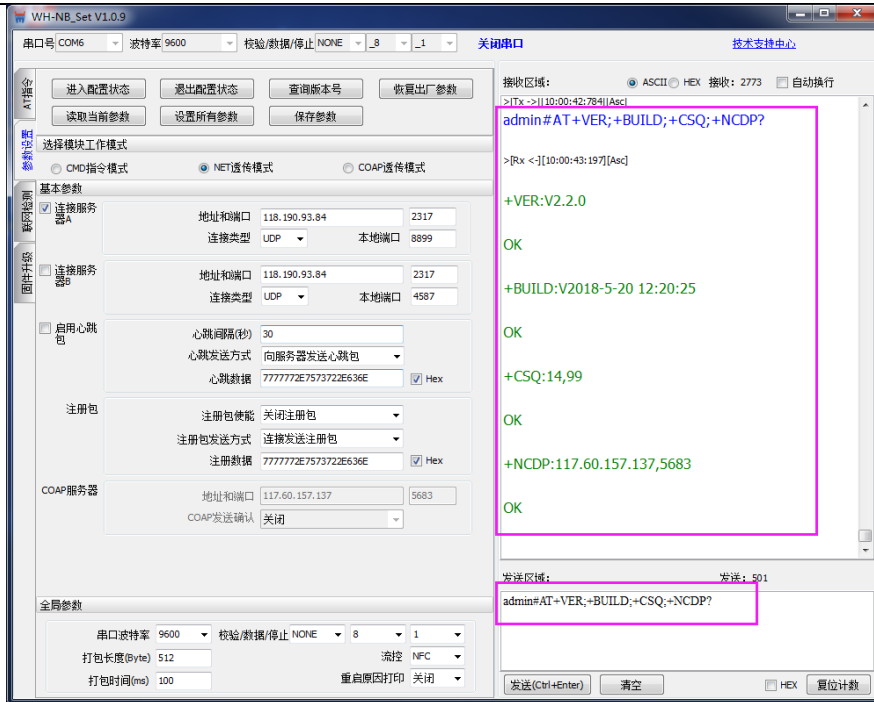 WH-NB_Set V1.0.9
串口号 COM6 波特率 9600 校验/数据/停止 NONE _8 _1 关闭串口 技术支持中心
AT指令
参数设置
联网检测
固件升级
进入配置状态 退出配置状态 查询版本号 恢复出厂参数
读取当前参数 设置所有参数 保存参数
选择模块工作模式
CMD指令模式 NET透传模式 COAP透传模式
基本参数
连接服务器A 地址和端口 118.190.93.84 2317
连接类型 UDP 本地端口 8899
连接服务器B 地址和端口 118.190.93.84 2317
连接类型 UDP 本地端口 4587
启用心跳包 心跳间隔(秒) 30
心跳发送方式 向服务器发送心跳包
心跳数据 7777772E7573722E636E Hex
注册包 注册包使能 关闭注册包
注册包发送方式 连接发送注册包
注册数据 7777772E7573722E636E Hex
COAP服务器 地址和端口 117.60.157.137 5683
COAP发送确认 关闭
全局参数
串口波特率 9600 校验/数据/停止 NONE 8 1
打包长度(Byte) 512 流控 NFC
打包时间(ms) 100 重启原因打印 关闭
接收区域: ASCII HEX 接收: 2773 自动换行
>[Tx ->][10:00:42:784][Asc]
admin#AT+VER;+BUILD;+CSQ;+NCDP?
>[Rx <-][10:00:43:197][Asc]
+VER:V2.2.0
OK
+BUILD:V2018-5-20 12:20:25
OK
+CSQ:14,99
OK
+NCDP:117.60.157.137,5683
OK
发送区域: 发送: 501
admin#AT+VER;+BUILD;+CSQ;+NCDP?
发送(Ctrl+Enter) 清空 HEX 复位计数